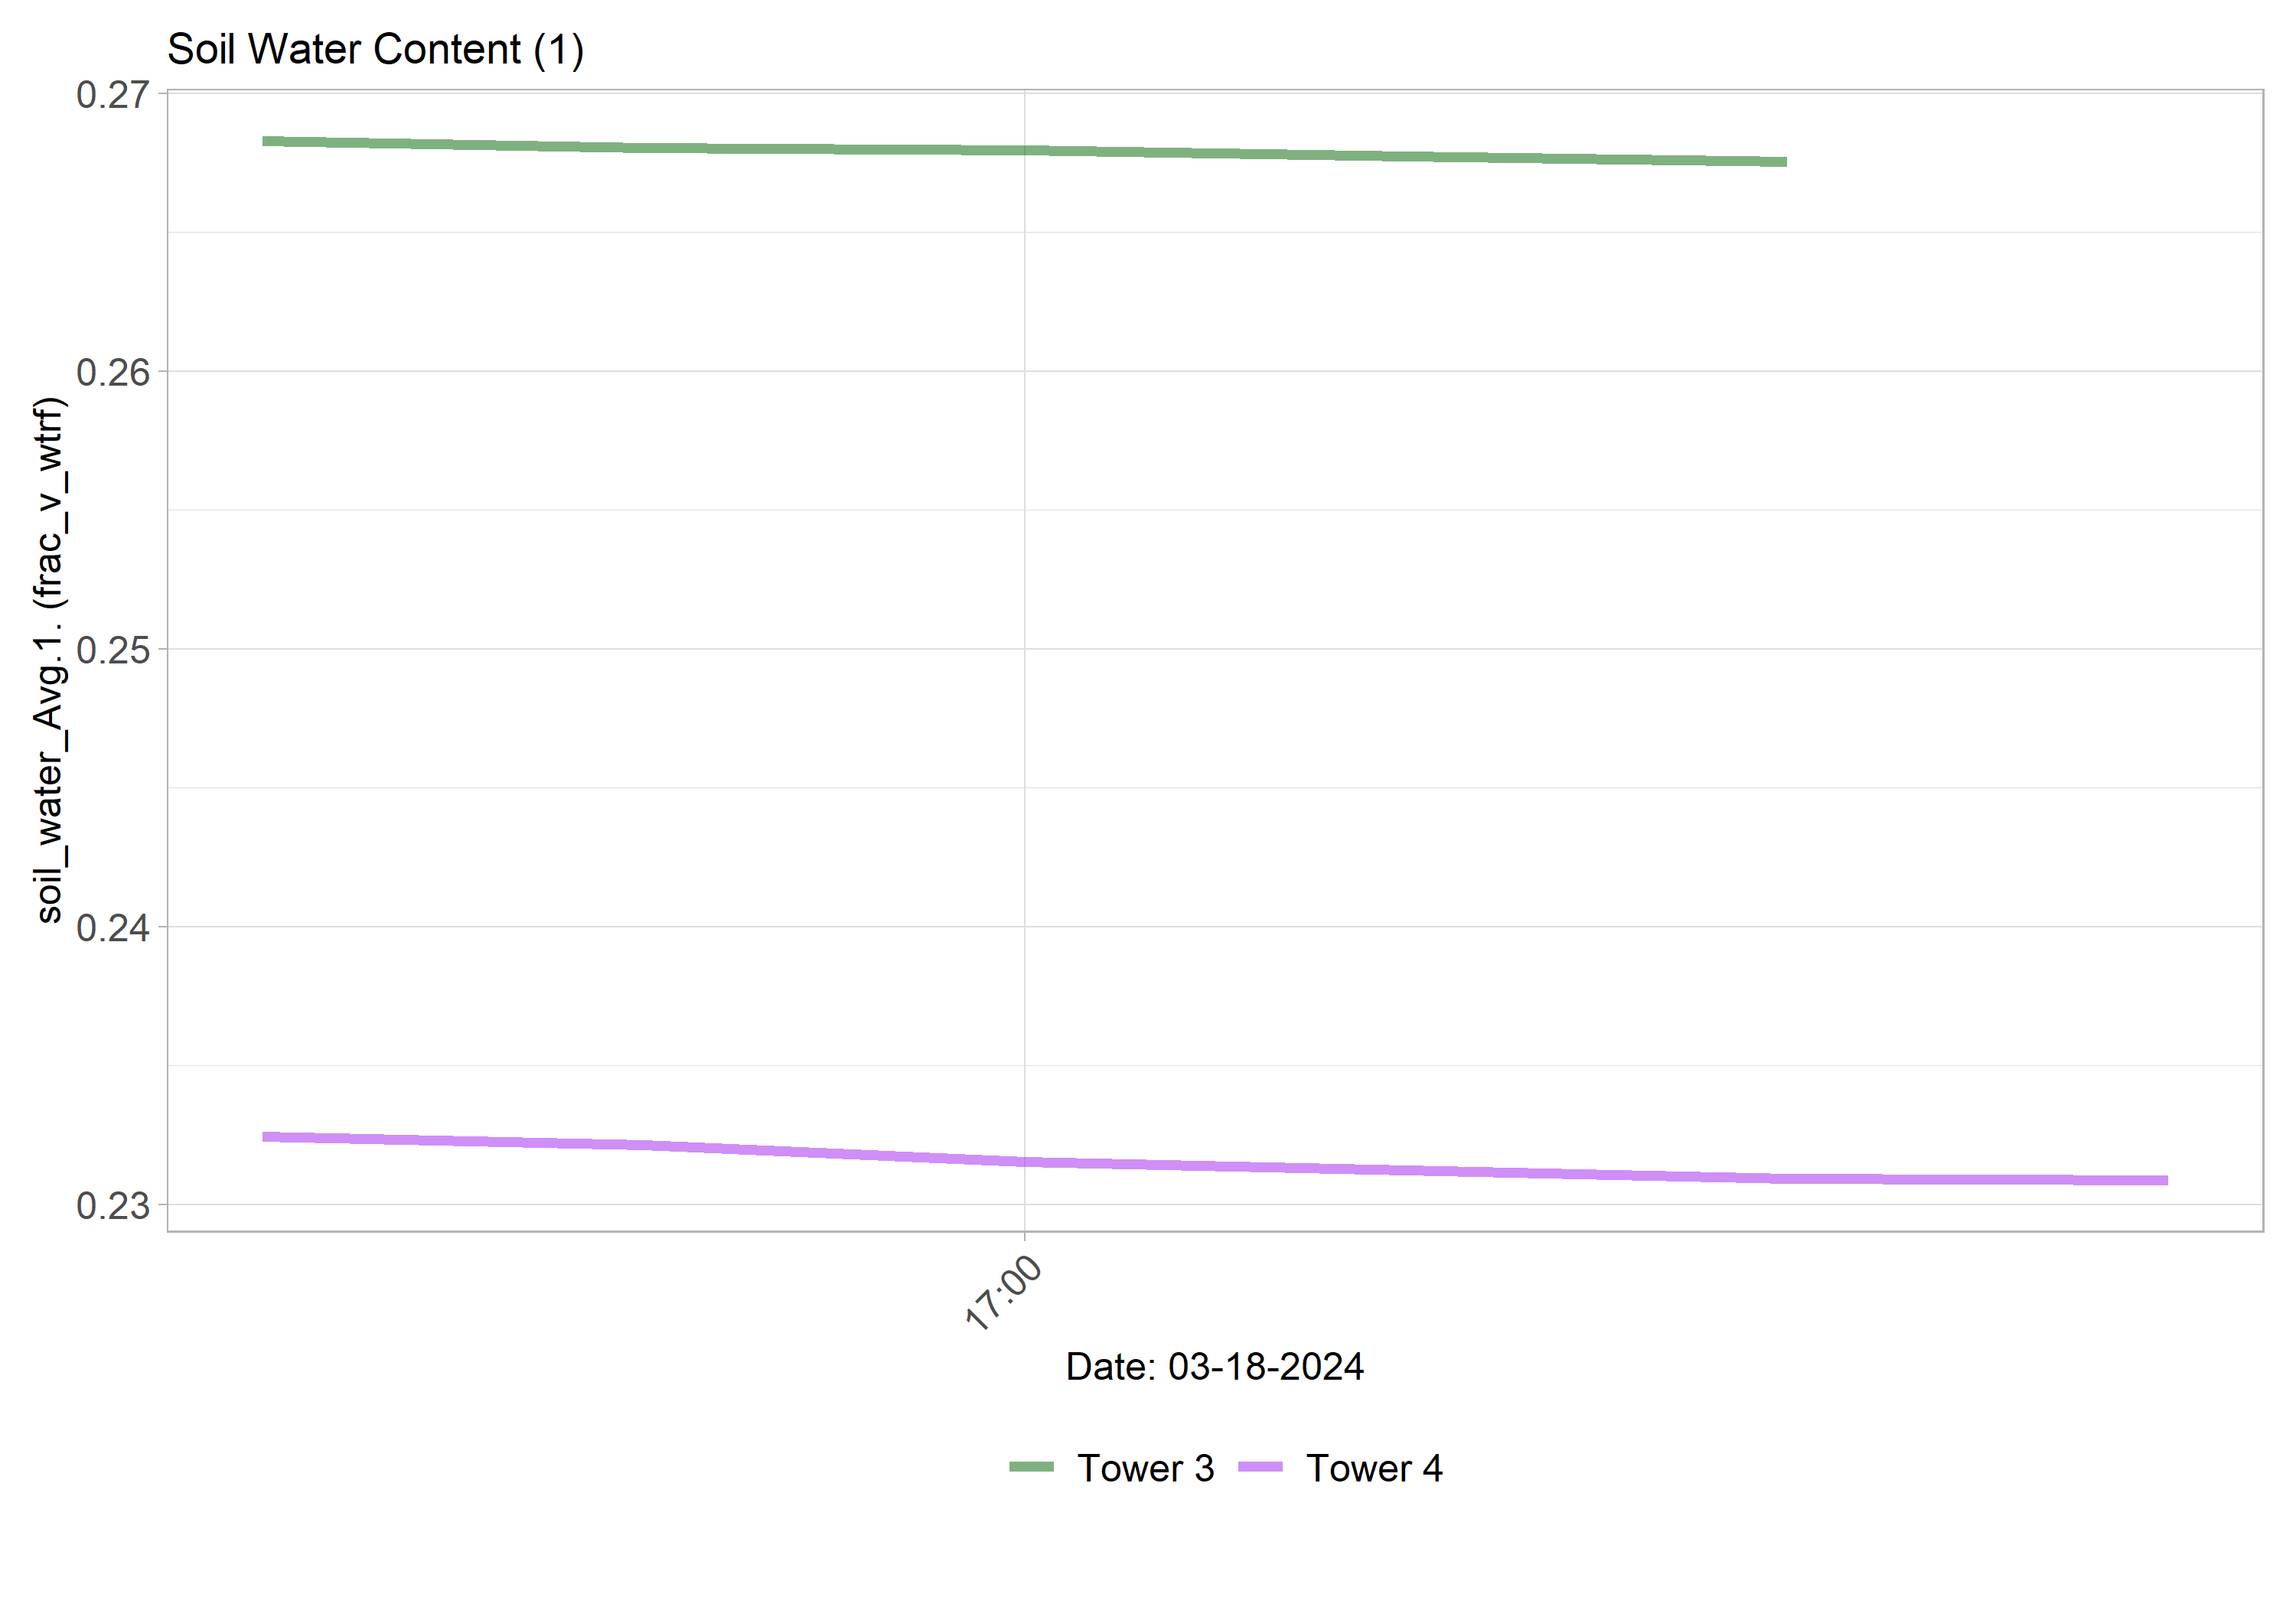 Soil Water Content (1)
soil_water_Avg.1. (frac_v_wtrf)
0.27
0.26
0.25
0.24
0.23
17:00
Date: 03-18-2024
Tower 3 Tower 4